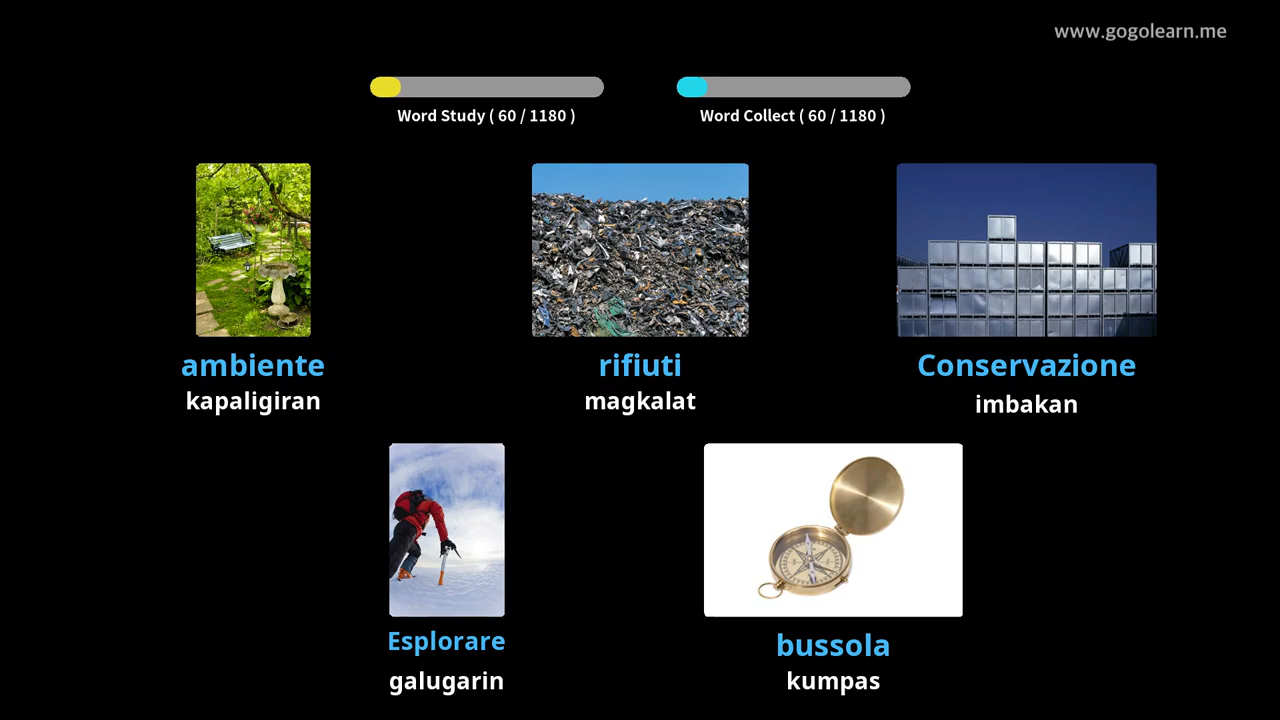 www.gogolearn.me
Word Study ( 60 / 1180 )
Word Collect ( 60 / 1180 )
ambiente
kapaligiran
rifiuti
magkalat
Conservazione
imbakan
Esplorare
galugarin
bussola
kumpas